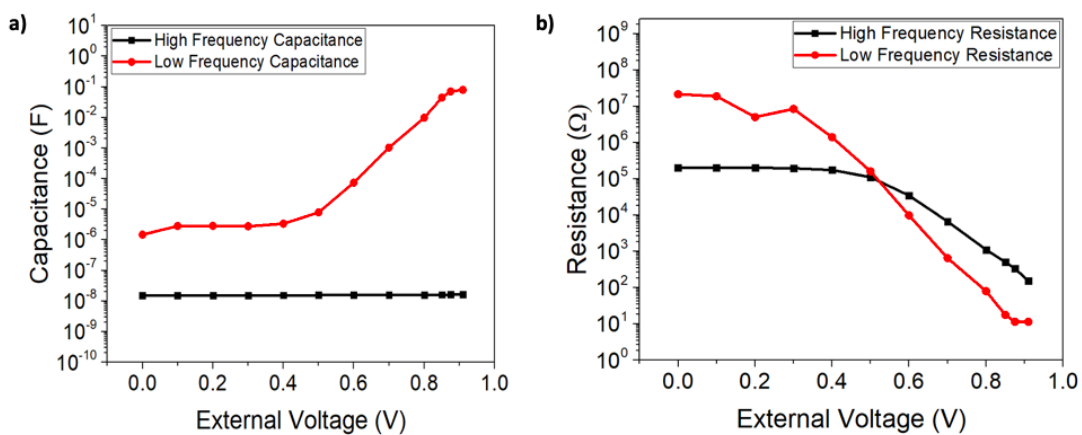 a)
High Frequency Capacitance
Low Frequency Capacitance
Capacitance (F)
10^1
10^0
10^-1
10^-2
10^-3
10^-4
10^-5
10^-6
10^-7
10^-8
10^-9
10^-10
0.0 0.2 0.4 0.6 0.8 1.0
External Voltage (V)
b)
High Frequency Resistance
Low Frequency Resistance
Resistance (Ω)
10^9
10^8
10^7
10^6
10^5
10^4
10^3
10^2
10^1
10^0
0.0 0.2 0.4 0.6 0.8 1.0
External Voltage (V)